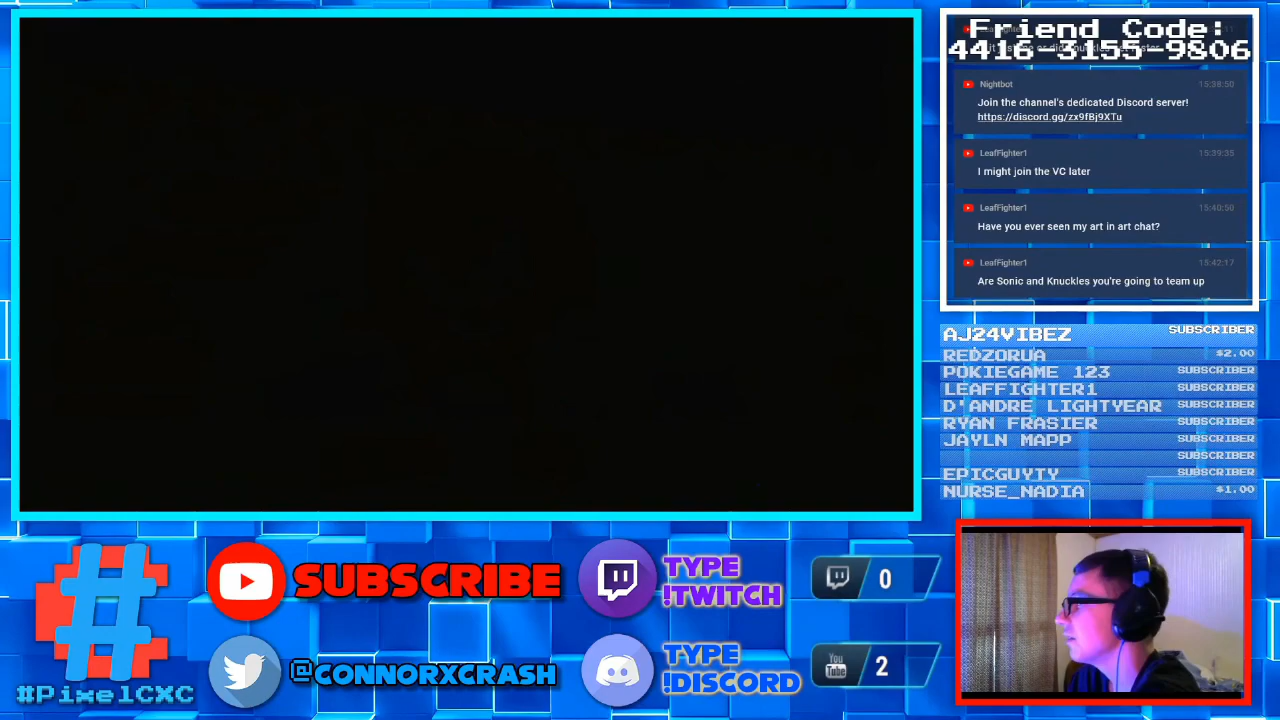 Friend Code:
4416-3155-9806
Nightbot
15:38:50
Join the channel's dedicated Discord server!
https://discord.gg/zx9fBj9XTu
LeafFighter1
15:39:35
I might join the VC later
LeafFighter1
15:40:50
Have you ever seen my art in art chat?
LeafFighter1
15:42:17
Are Sonic and Knuckles you're going to team up
AJ24VIBEZ SUBSCRIBER
REDZORUA $2.00
POKIEGAME 123 SUBSCRIBER
LEAFFIGHTER1 SUBSCRIBER
D'ANDRE LIGHTYEAR SUBSCRIBER
RYAN FRASIER SUBSCRIBER
JAYLN MAPP SUBSCRIBER
SUBSCRIBER
EPICGUYTY SUBSCRIBER
NURSE_NADIA $1.00
#
#PixelCXC
SUBSCRIBE
@CONNORXCRASH
TYPE
!TWITCH
TYPE
!DISCORD
0
You
Tube
2